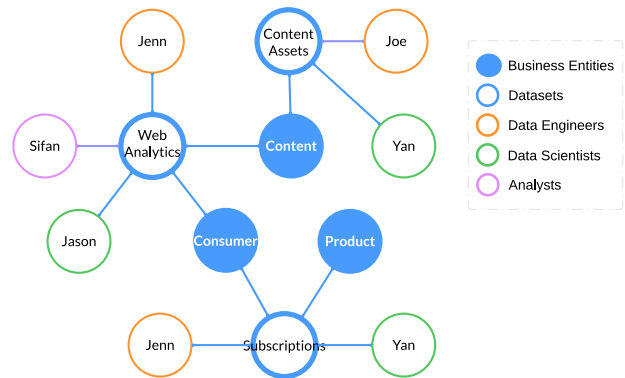 Jenn
Content
Assets
Joe
Business Entities
Datasets
Data Engineers
Data Scientists
Analysts
Sifan
Web
Analytics
Content
Yan
Jason
Consumer
Product
Jenn
Subscriptions
Yan